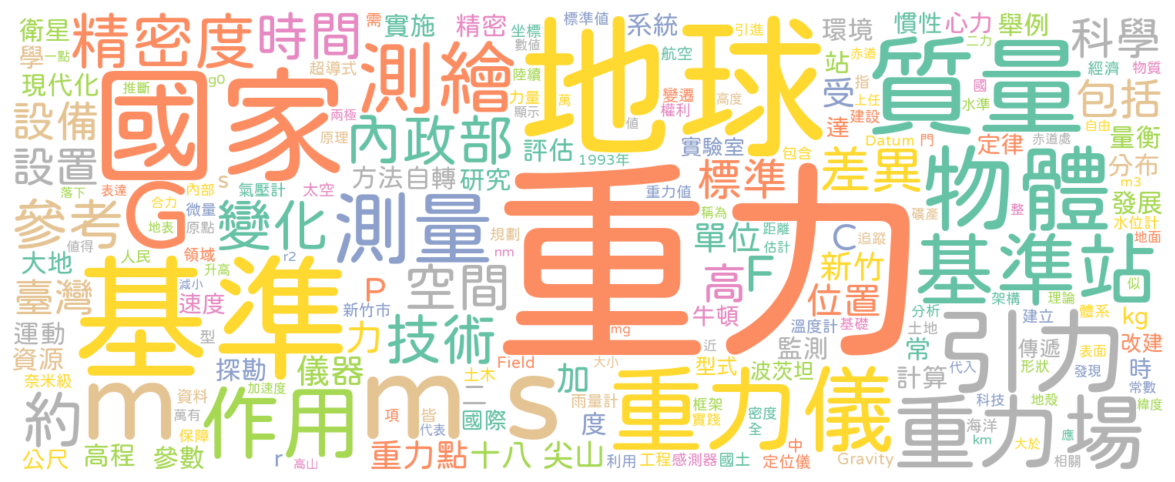 衛星 精密度 時間 需 實施 精密 坐標 標準值 系統 引進 環境 慣性 心力 舉例 科學
學 一點 測繪 數值 地球 航空 站 赤道 二力 質量 經濟 物質
現代化 推斷 超導式 g0 陸續 變遷 受 指 國 包括
設備 國家 兩極 力量 顯示 萬 權利 高度 達 上任 建設 水準 自由
原理 內政部 評估 1993年 值 實驗室 包含 Datum 門 定律 赤道處 量衡
設置 方法 自轉 研究 標準 差異 物體 分布
落下 表達 G 內部 s 氣壓計 太空 重力值 礦產 整 m3 發展
參考 合力 地表 微量 原點 變化 測量 規劃 重力 稱為 距離 單位 估計 C 追蹤 基準站 水位計 地面
大地 人民 值得 領域 r2 nm F 新竹 似
臺灣 基準 升高 減小 速度 P 空間 高 位置 架構 理論 kg
運動 型 新竹市 力 技術 mg 牛頓 溫度計 基礎 分析 土地 建立 體系 改建
資源 探勘 儀器 Field 近 監測 常 引力 傳遞 表面 時
奈米級 資料 m 加速度 土木 二 m s 加 大小 重力儀 型式 波茨坦 計算 代入 形狀 發現 常數
約 萬有 作用 項 皆 代表 國際 雨量計 度 框架 實踐 密度 全 科技 地殼 緯度
保障 重力場 海洋 應
公尺 高程 參數 r 高山 重力點 十八 尖山 利用 工程 感測器 國土 中 定位儀 Gravity km 大於 相關